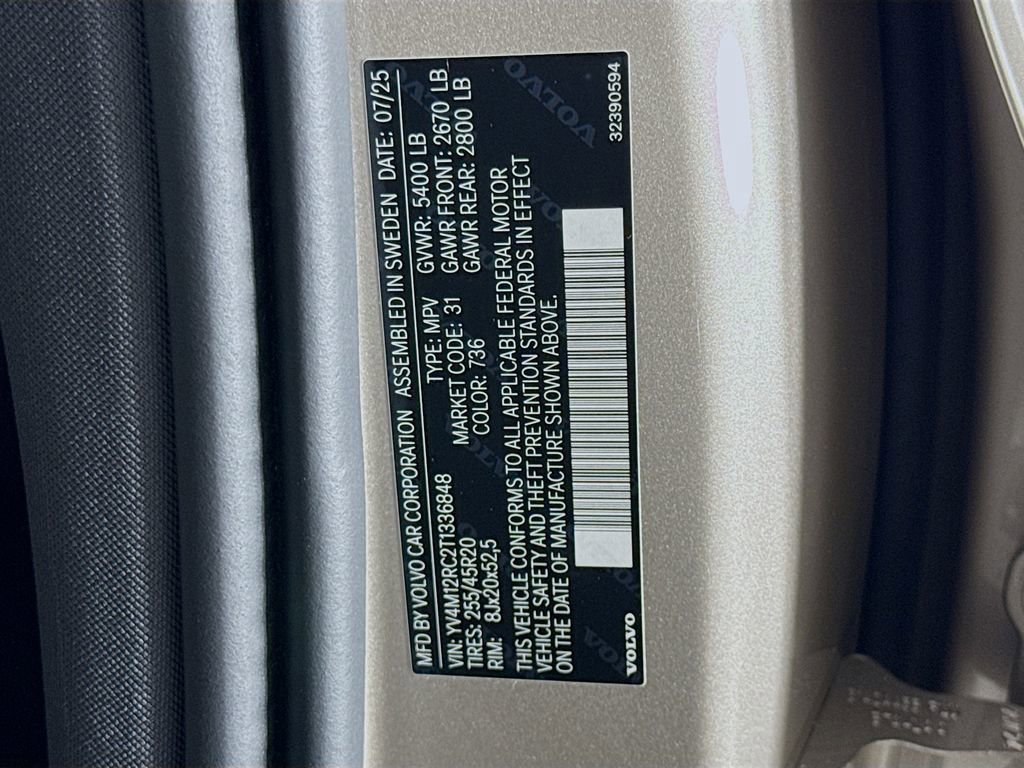 MFD BY VOLVO CAR CORPORATION ASSEMBLED IN SWEDEN DATE: 07/25
VIN: YV4M12RC2T1336848 TYPE: MPV GVWR: 5400 LB
TIRES: 255/45R20 MARKET CODE: 31 GAWR FRONT: 2670 LB
RIM: 8Jx20x52,5 COLOR: 736 GAWR REAR: 2800 LB
THIS VEHICLE CONFORMS TO ALL APPLICABLE FEDERAL MOTOR
VEHICLE SAFETY AND THEFT PREVENTION STANDARDS IN EFFECT
ON THE DATE OF MANUFACTURE SHOWN ABOVE.
VOLVO 32390594